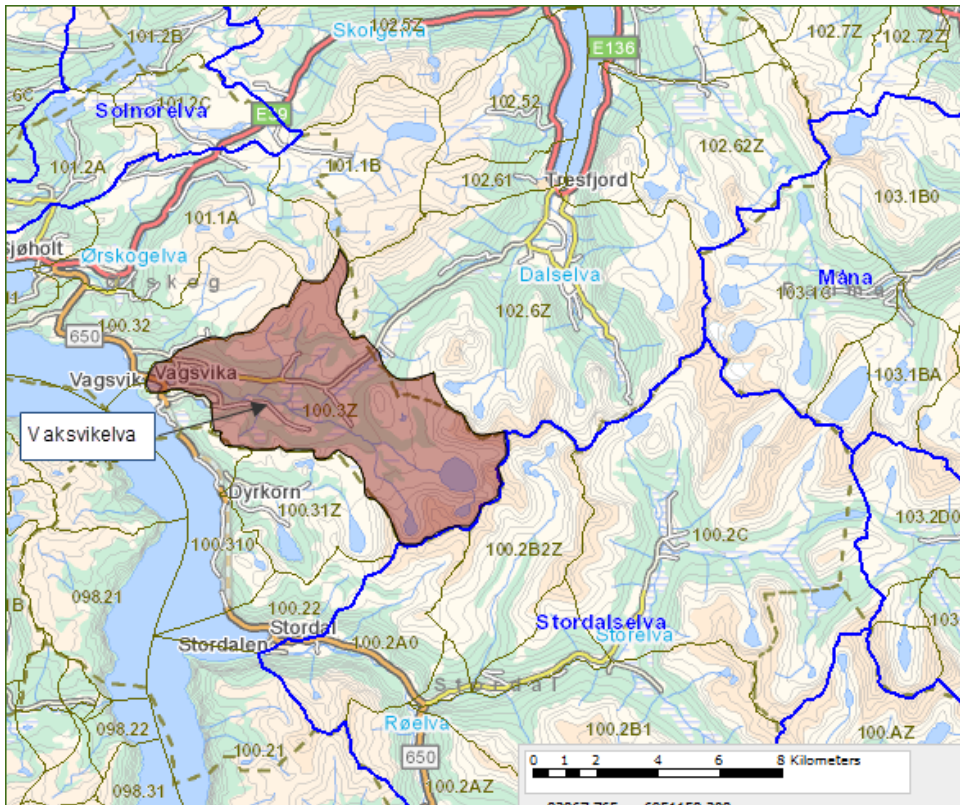 102.5Z
101.2B
Skorgelva
102.7Z
102.72Z
E136
101.2C
Solnørelva
E39
102.52
101.2A
101.1B
102.62Z
102.61
Tresfjord
103.1B0
101.1A
Sjøholt
Ørskogelva
Dalselva
Måna
102.6Z
100.32
650
103.1BA
Vagsvik
Vagsvika
100.3Z
Vaksvikelva
Dyrkorn
100.31Z
103.2D0
100.310
100.2B2Z
100.2C
098.21
100.22
Stordal
Stordalselva
Stordalen
100.2A0
Storelva
Stordal
Røelva
098.22
100.21
650
100.2B1
100.AZ
098.31
100.2AZ
0 1 2 4 6 8 Kilometers